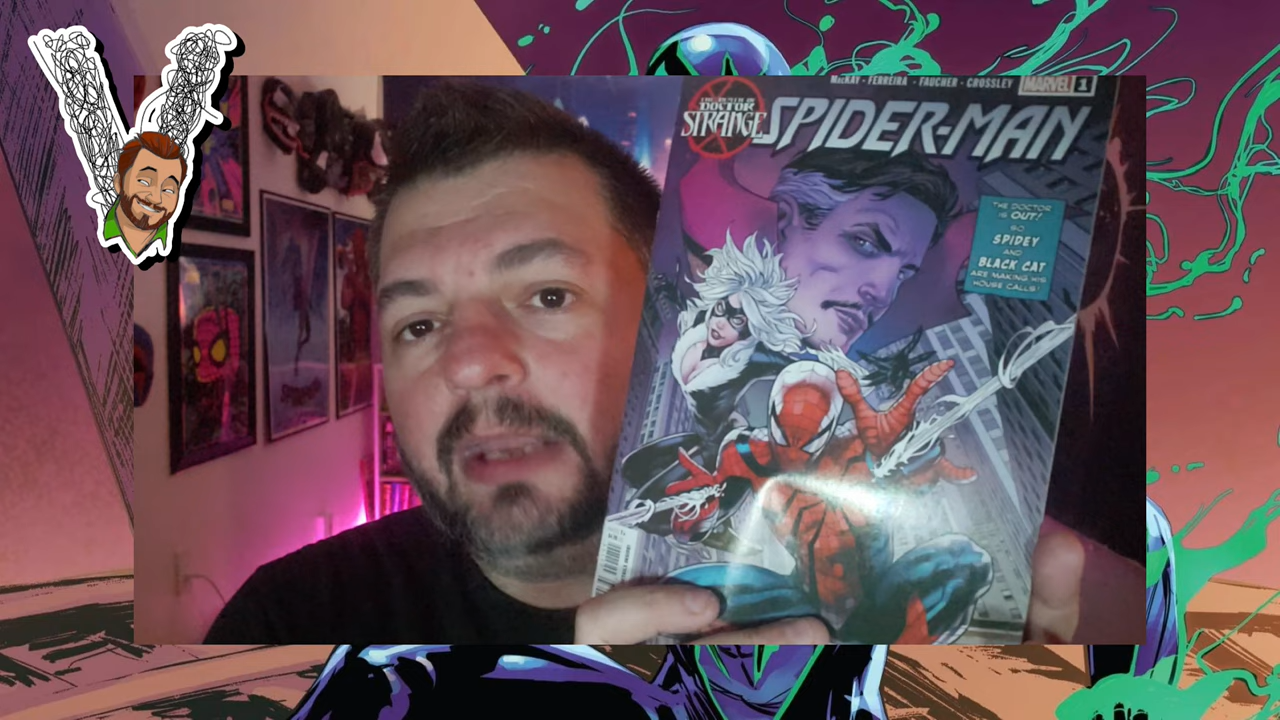 MACKAY · FERREIRA · FAUCHER · CROSSLEY MARVEL 1
THE DEATH OF
DOCTOR
STRANGE
SPIDER-MAN
THE DOCTOR
IS OUT!
SO
SPIDEY
AND
BLACK CAT
ARE MAKING HIS
HOUSE CALLS!
V